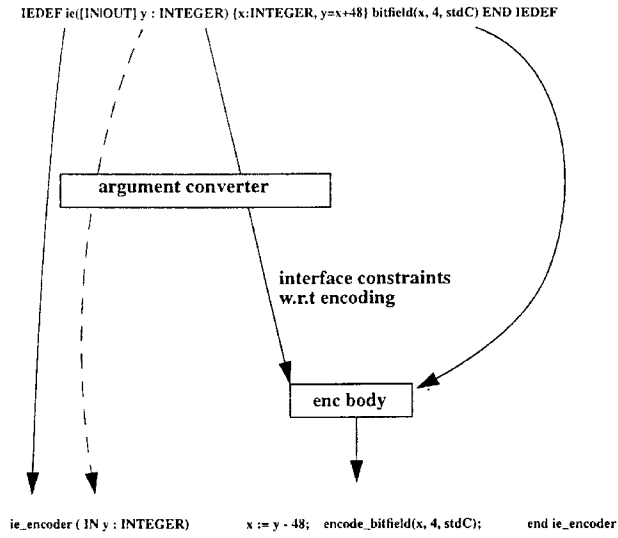 IEDEF ie([IN|OUT] y : INTEGER) {x:INTEGER, y=x+48} bitfield(x, 4, stdC) END IEDEF
argument converter
interface constraints
w.r.t encoding
enc body
ie_encoder ( IN y : INTEGER) x := y - 48; encode_bitfield(x, 4, stdC); end ie_encoder